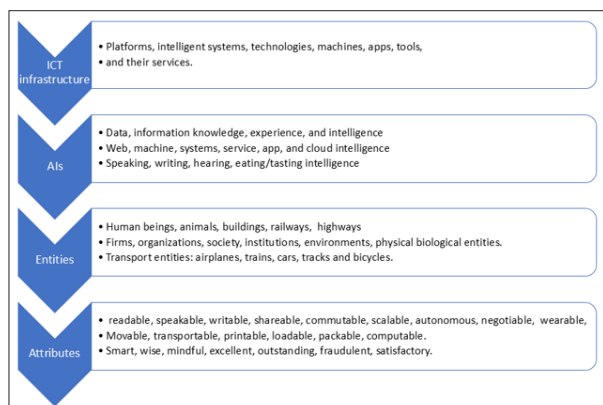 ICT
infrastructure
• Platforms, intelligent systems, technologies, machines, apps, tools,
• and their services.
AIs
• Data, information knowledge, experience, and intelligence
• Web, machine, systems, service, app, and cloud intelligence
• Speaking, writing, hearing, eating/tasting intelligence
Entities
• Human beings, animals, buildings, railways, highways
• Firms, organizations, society, institutions, environments, physical biological entities.
• Transport entities: airplanes, trains, cars, tracks and bicycles.
Attributes
• readable, speakable, writable, shareable, commutable, scalable, autonomous, negotiable, wearable,
• Movable, transportable, printable, loadable, packable, computable.
• Smart, wise, mindful, excellent, outstanding, fraudulent, satisfactory.